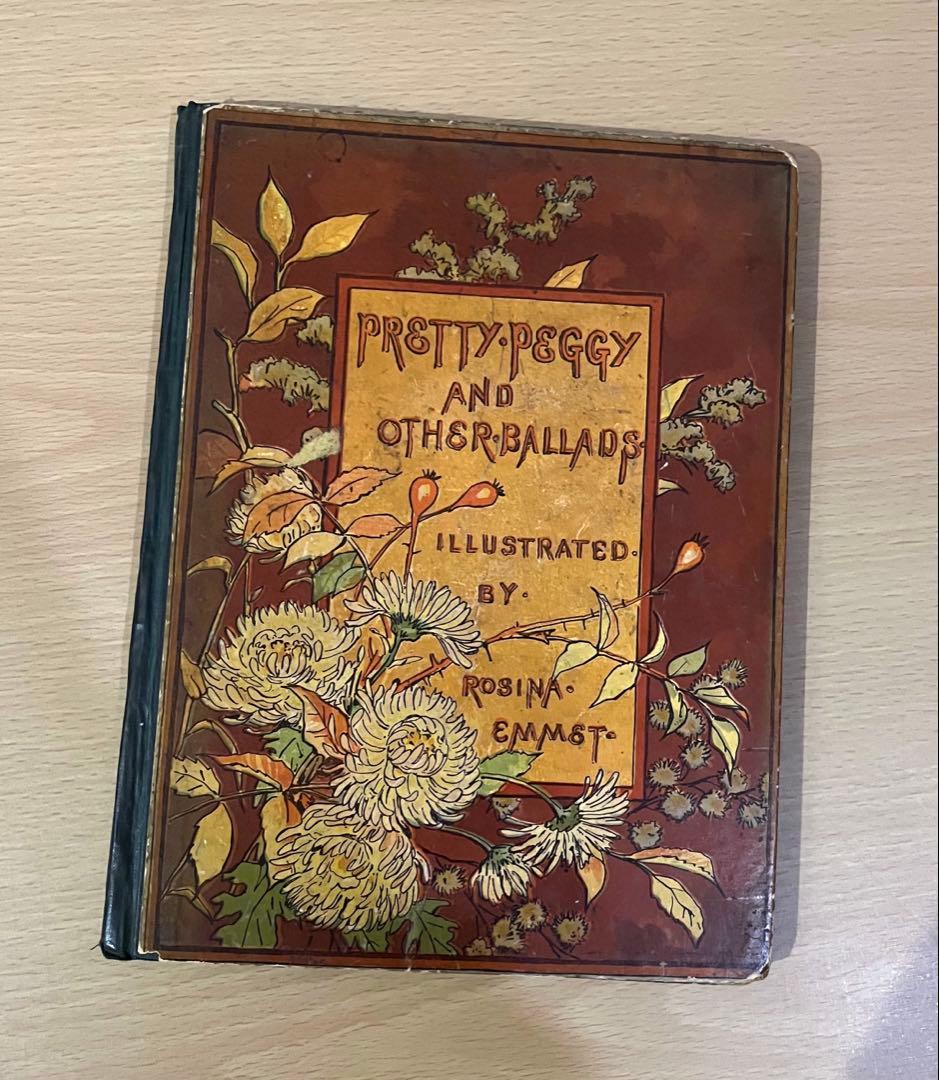 PRETTY·PEGGY
AND
OTHER·BALLADS·
ILLUSTRATED·
BY·
ROSINA·
EMMET·